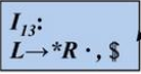 I13:
L→*R ·, $